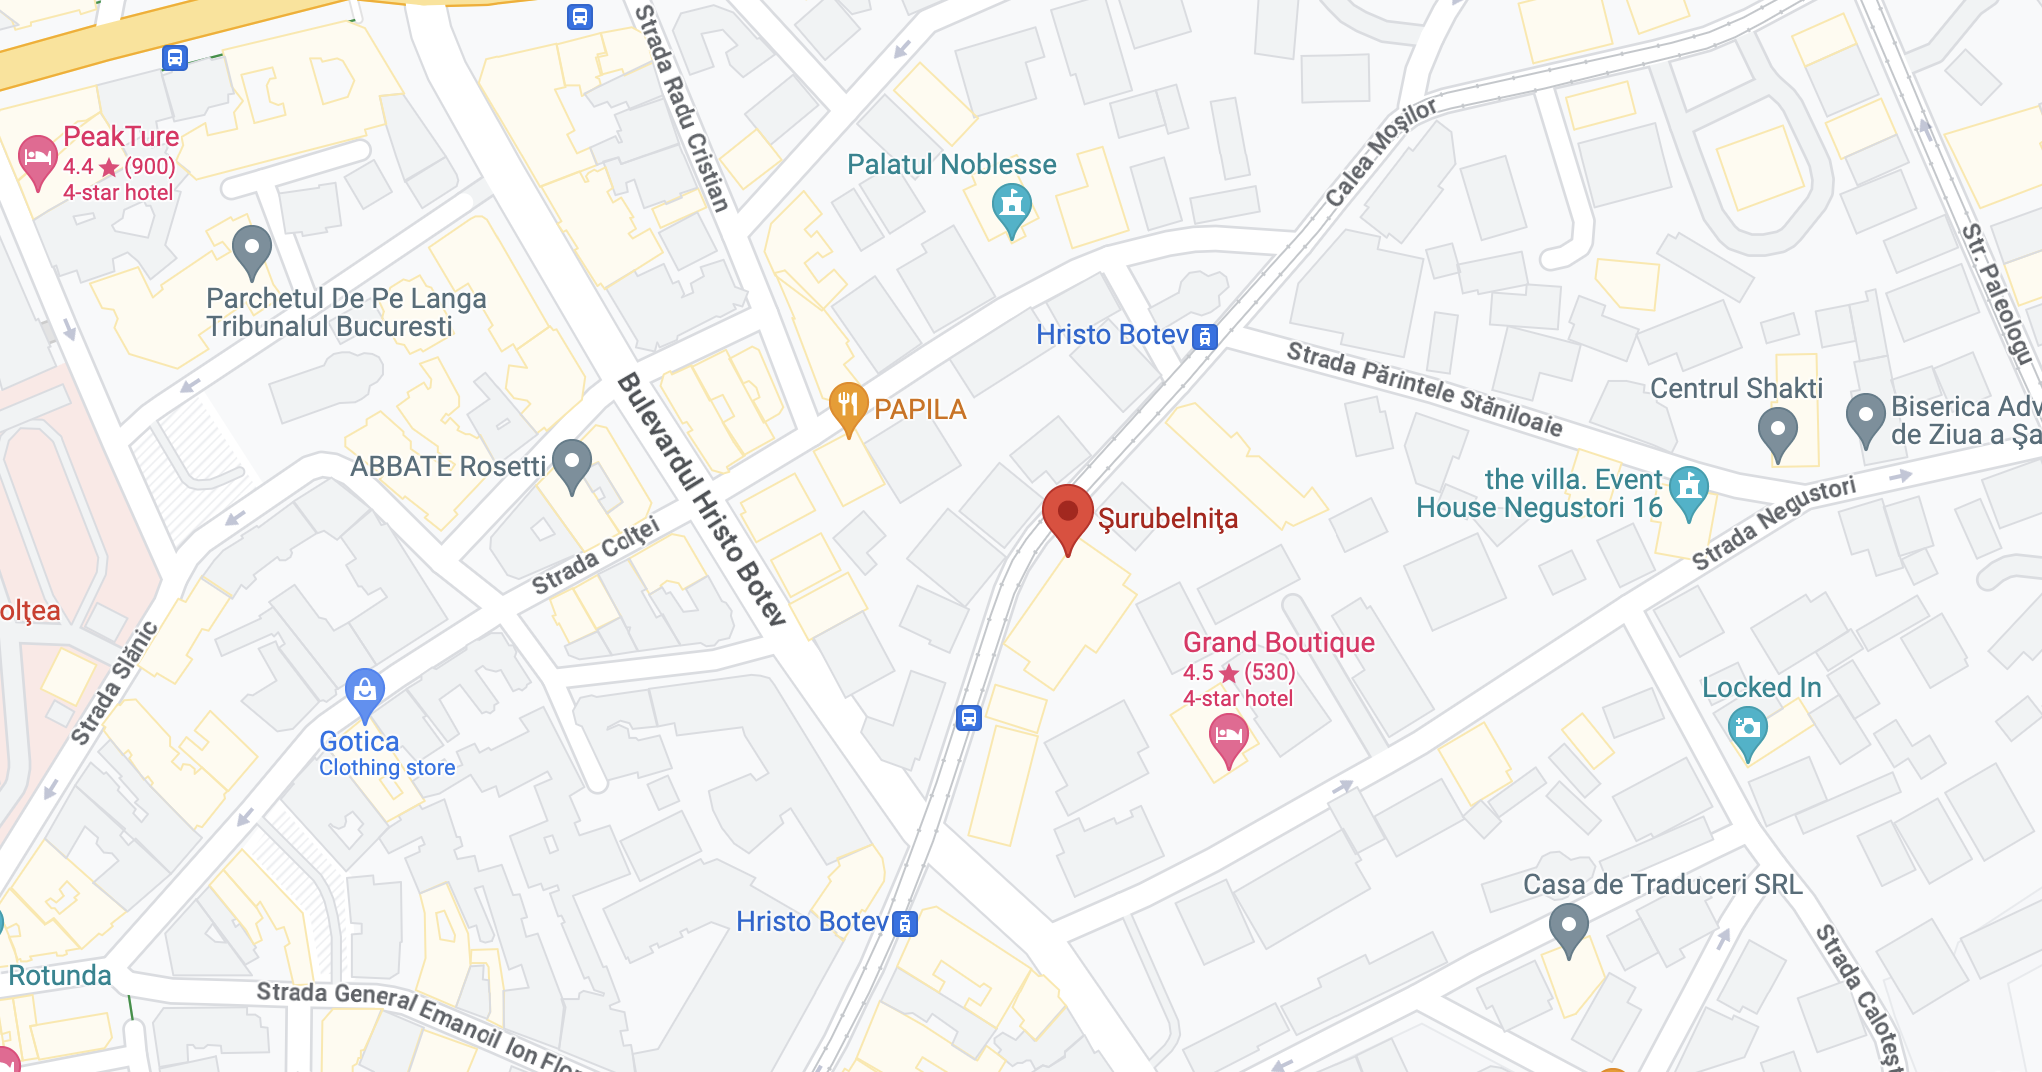 Strada Radu Cristian
PeakTure
4.4 ★ (900)
4-star hotel
Calea Moşilor
Palatul Noblesse
Str. Paleologu
Parchetul De Pe Langa
Tribunalul Bucuresti
Hristo Botev
Strada Părintele Stăniloaie
Centrul Shakti
PAPILA
Biserica Adv
de Ziua a Şa
Bulevardul Hristo Botev
ABBATE Rosetti
the villa. Event
House Negustori 16
Strada Negustori
Şurubelniţa
Strada Colţei
olţea
Strada Slănic
Grand Boutique
4.5 ★ (530)
4-star hotel
Locked In
Gotica
Clothing store
Casa de Traduceri SRL
Hristo Botev
Strada Caloteşt
Rotunda
Strada General Emanoil Ion Flor